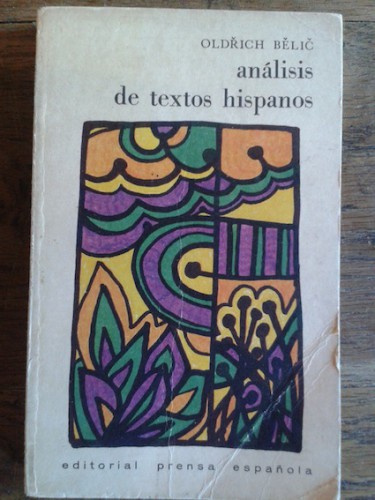 OLDŘICH BĚLIČ
análisis
de textos hispanos
editorial prensa española